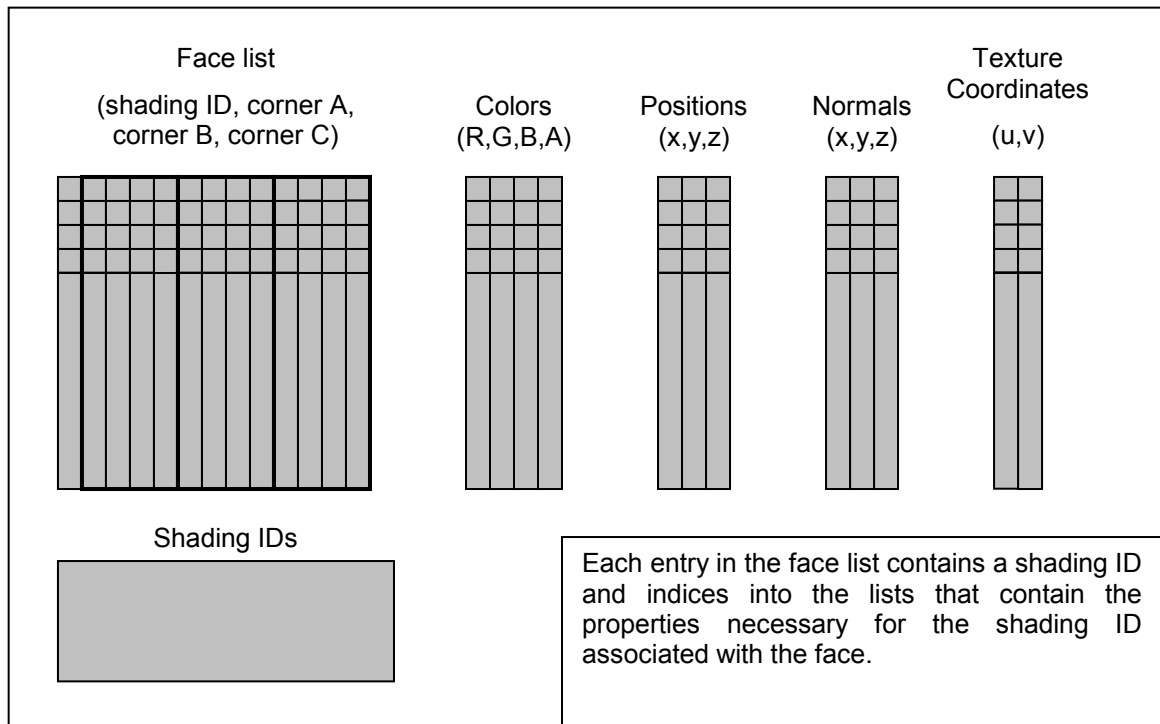 Face list
(shading ID, corner A,
corner B, corner C)
Colors
(R,G,B,A)
Positions
(x,y,z)
Normals
(x,y,z)
Texture
Coordinates
(u,v)
Shading IDs
Each entry in the face list contains a shading ID
and indices into the lists that contain the
properties necessary for the shading ID
associated with the face.